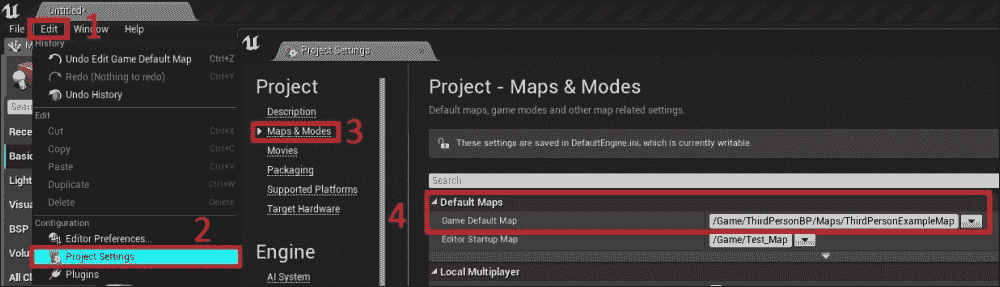 Untitled*
File Edit 1 Window Help
History
Undo Edit Game Default Map Ctrl+Z
Redo (Nothing to redo) Ctrl+Y
Undo History
Edit
Cut Ctrl+X
Copy Ctrl+C
Paste Ctrl+V
Duplicate Ctrl+W
Delete Delete
Configuration
Editor Preferences...
2
Project Settings
Plugins
M
Sear
Rece
Basic
Light
Visua
BSP
Volu
All Cl
Project Settings
Project
Description
Maps & Modes 3
Movies
Packaging
Supported Platforms
Target Hardware
Engine
AI System
Project - Maps & Modes
Default maps, game modes and other map related settings.
These settings are saved in DefaultEngine.ini, which is currently writable.
Search
4
Default Maps
Game Default Map /Game/ThirdPersonBP/Maps/ThirdPersonExampleMap
Editor Startup Map /Game/Test_Map
Local Multiplayer